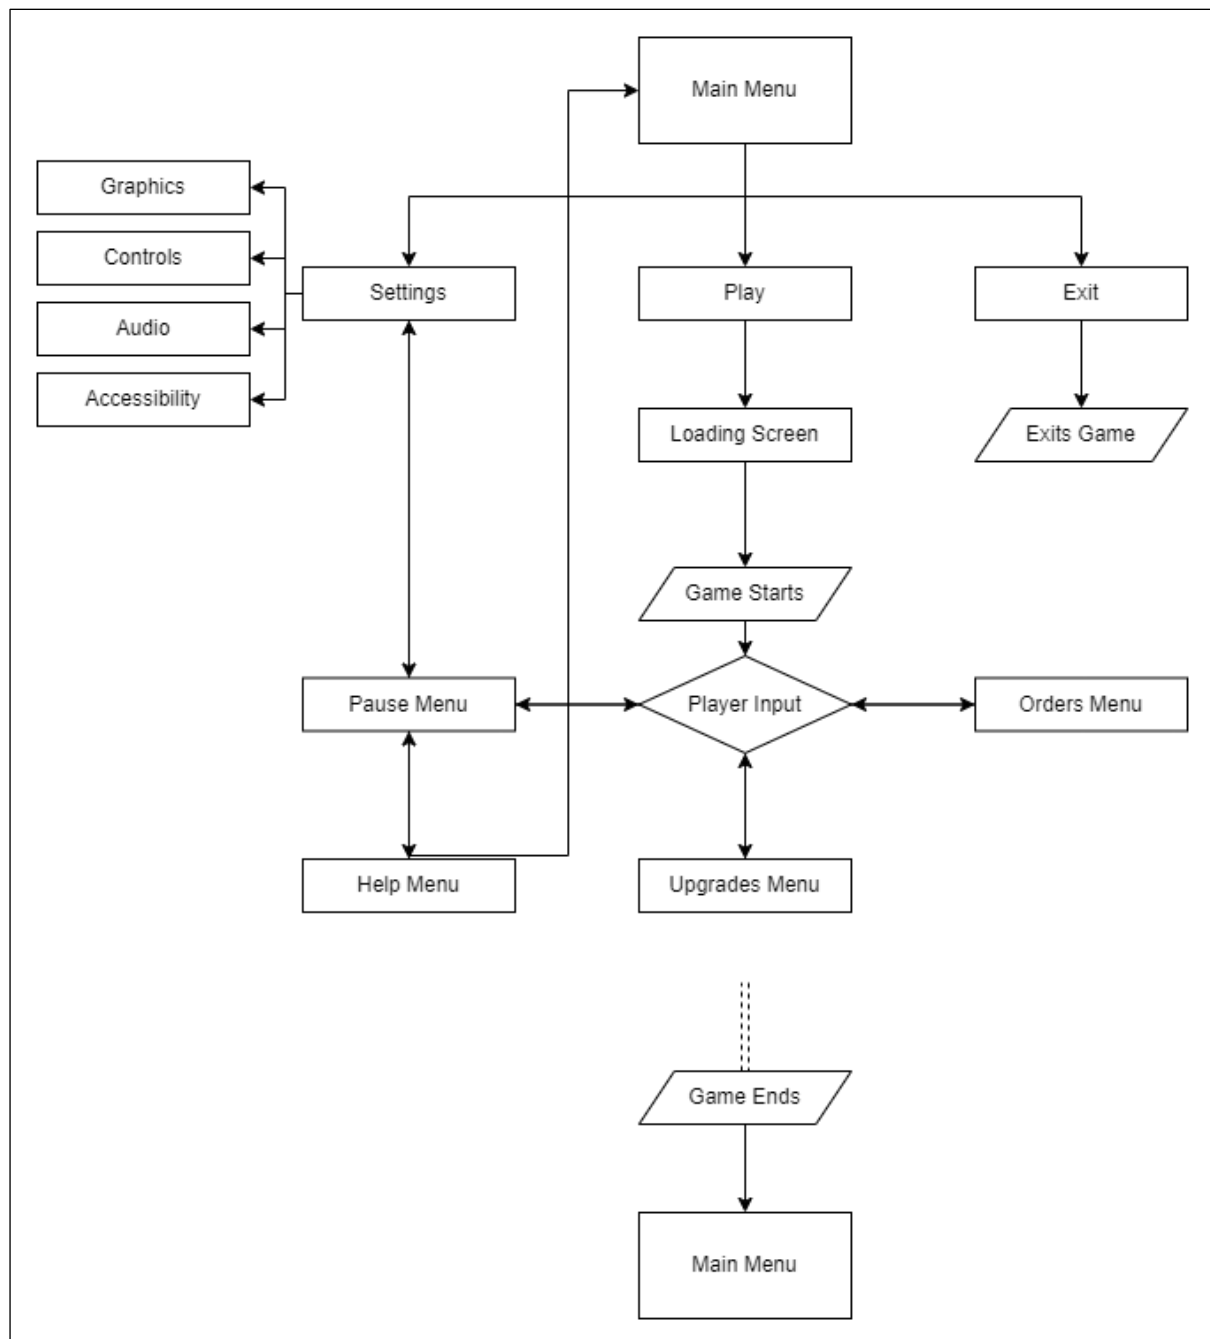 Main Menu
Graphics
Controls
Audio
Accessibility
Settings
Play
Exit
Loading Screen
Exits Game
Game Starts
Pause Menu
Player Input
Orders Menu
Help Menu
Upgrades Menu
Game Ends
Main Menu